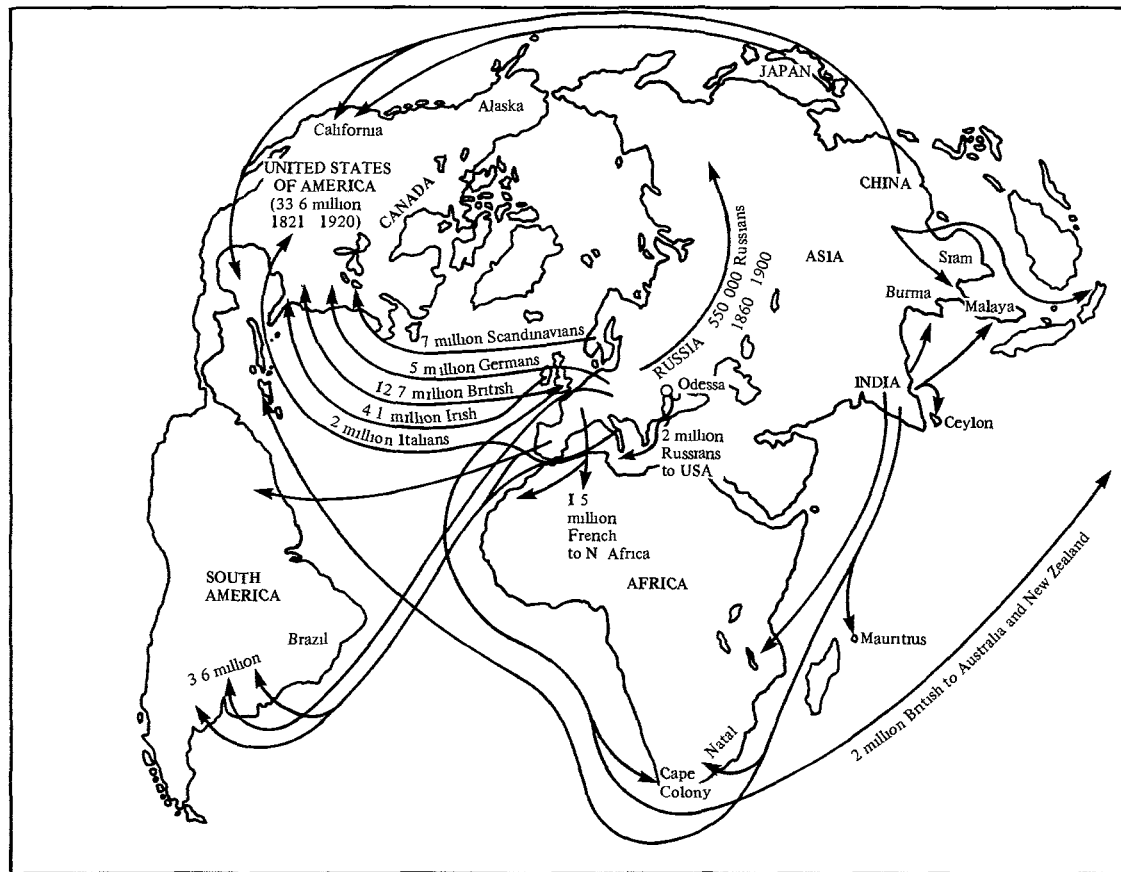 JAPAN
Alaska
California
UNITED STATES
OF AMERICA
(33 6 million
1821 1920)
CANADA
CHINA
ASIA
Siam
Burma
Malaya
550 000 Russians
1860 1900
RUSSIA
7 million Scandinavians
5 million Germans
12 7 million British
4 1 million Irish
2 million Italians
Odessa
2 million
Russians
to USA
INDIA
Ceylon
1 5
million
French
to N Africa
AFRICA
SOUTH
AMERICA
Brazil
3 6 million
Mauritius
Natal
Cape
Colony
2 million British to Australia and New Zealand